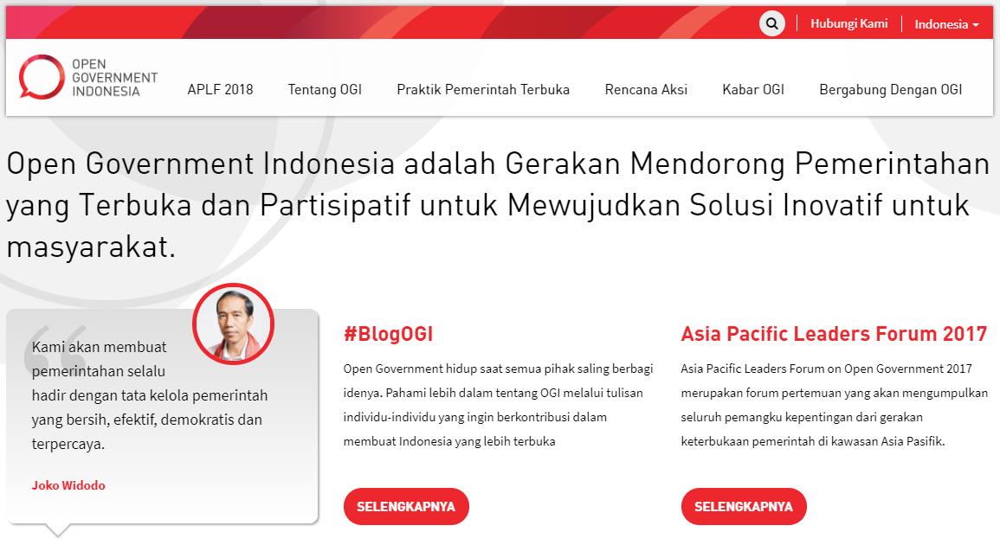 Hubungi Kami
Indonesia
OPEN
GOVERNMENT
INDONESIA
APLF 2018
Tentang OGI
Praktik Pemerintah Terbuka
Rencana Aksi
Kabar OGI
Bergabung Dengan OGI
Open Government Indonesia adalah Gerakan Mendorong Pemerintahan
yang Terbuka dan Partisipatif untuk Mewujudkan Solusi Inovatif untuk
masyarakat.
“
Kami akan membuat
pemerintahan selalu
hadir dengan tata kelola pemerintah
yang bersih, efektif, demokratis dan
terpercaya.
Joko Widodo
#BlogOGI
Open Government hidup saat semua pihak saling berbagi
idenya. Pahami lebih dalam tentang OGI melalui tulisan
individu-individu yang ingin berkontribusi dalam
membuat Indonesia yang lebih terbuka
SELENGKAPNYA
Asia Pacific Leaders Forum 2017
Asia Pacific Leaders Forum on Open Government 2017
merupakan forum pertemuan yang akan mengumpulkan
seluruh pemangku kepentingan dari gerakan
keterbukaan pemerintah di kawasan Asia Pasifik.
SELENGKAPNYA